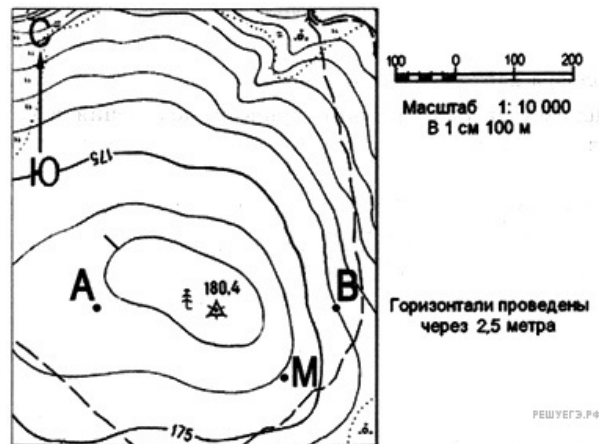 С
Ю
175
180,4
А
В
М
175
100 0 100 200
Масштаб 1: 10 000
В 1 см 100 м
Горизонтали проведены
через 2,5 метра
РЕШУЕГЭ.РФ